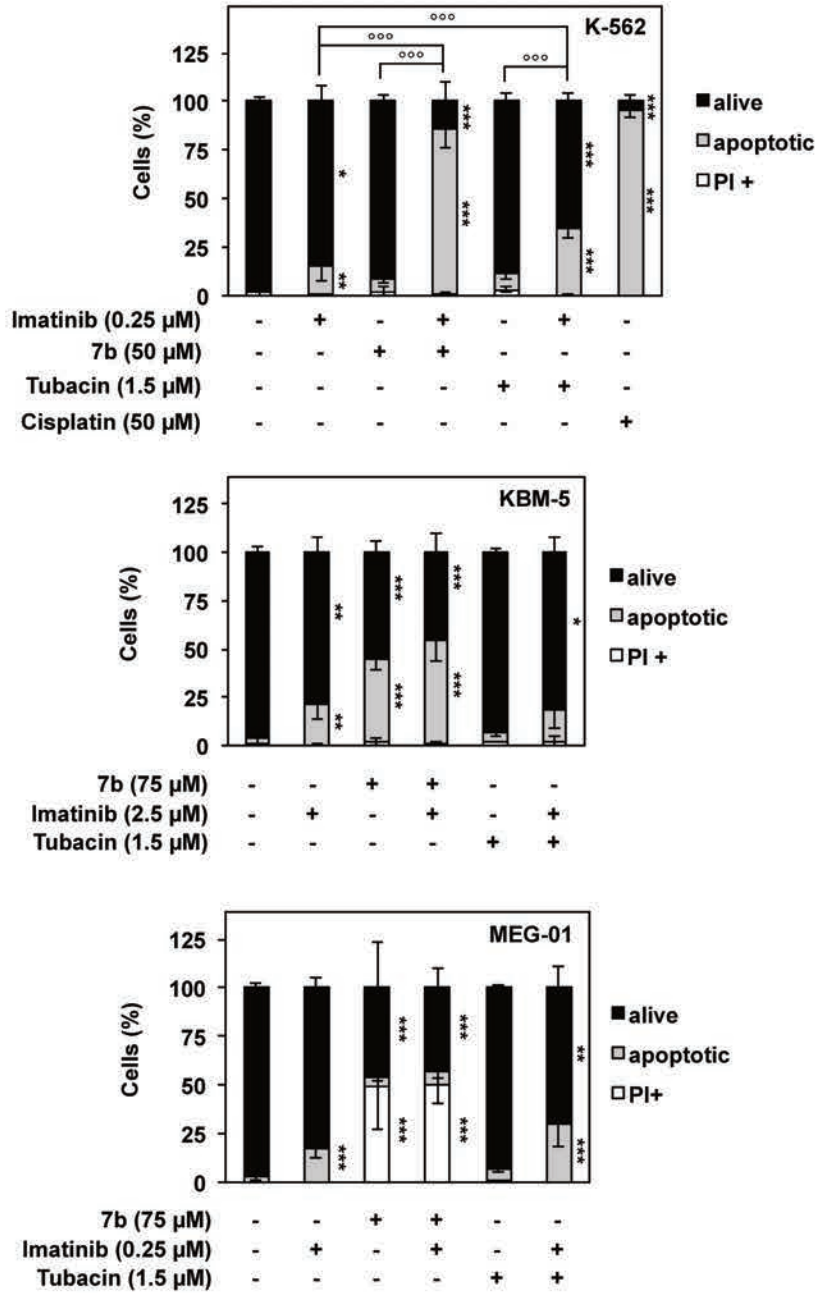 °°°
K-562
°°°
°°°
°°°
125
100
75
50
25
0
Cells (%)
*
**
***
***
***
***
***
***
alive
apoptotic
PI +
Imatinib (0.25 µM) - + - + - + -
7b (50 µM) - - + + - - -
Tubacin (1.5 µM) - - - - + + -
Cisplatin (50 µM) - - - - - - +
KBM-5
125
100
75
50
25
0
Cells (%)
**
**
***
***
***
***
*
alive
apoptotic
PI +
7b (75 µM) - - + + - -
Imatinib (2.5 µM) - + - + - +
Tubacin (1.5 µM) - - - - + +
MEG-01
125
100
75
50
25
0
Cells (%)
***
***
***
***
***
**
***
alive
apoptotic
PI+
7b (75 µM) - - + + - -
Imatinib (0.25 µM) - + - + - +
Tubacin (1.5 µM) - - - - + +